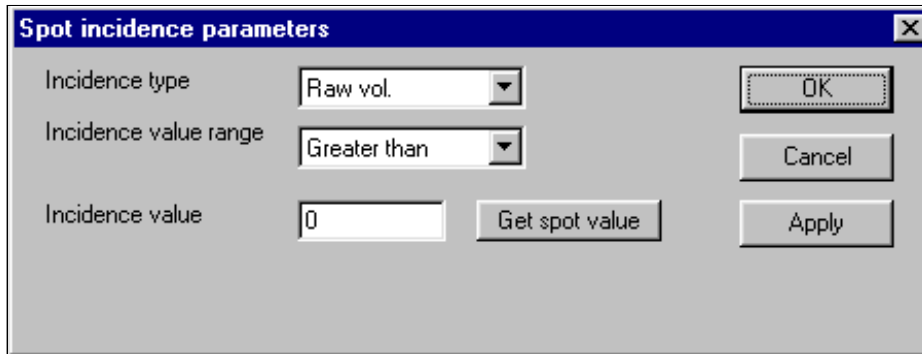 Spot incidence parameters
Incidence type
Raw vol.
OK
Incidence value range
Greater than
Cancel
Incidence value
0
Get spot value
Apply